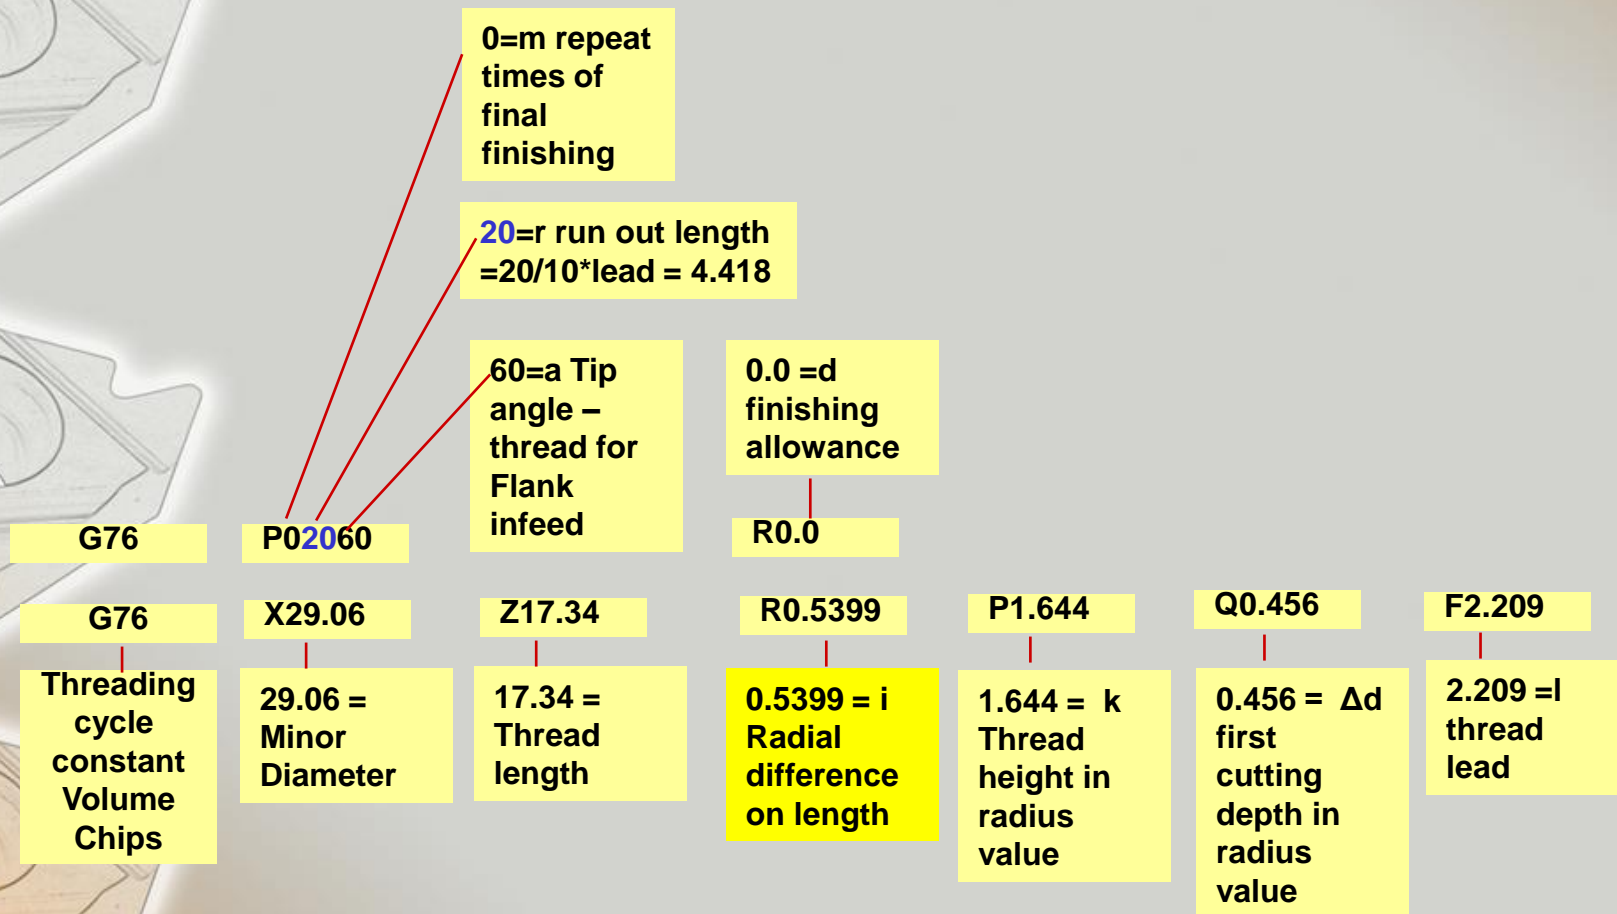 0=m repeat
times of
final
finishing
20=r run out length
=20/10*lead = 4.418
60=a Tip
angle –
thread for
Flank
infeed
0.0 =d
finishing
allowance
G76
P02060
R0.0
G76
X29.06
Z17.34
R0.5399
P1.644
Q0.456
F2.209
Threading
cycle
constant
Volume
Chips
29.06 =
Minor
Diameter
17.34 =
Thread
length
0.5399 = i
Radial
difference
on length
1.644 = k
Thread
height in
radius
value
0.456 = Δd
first
cutting
depth in
radius
value
2.209 =l
thread
lead